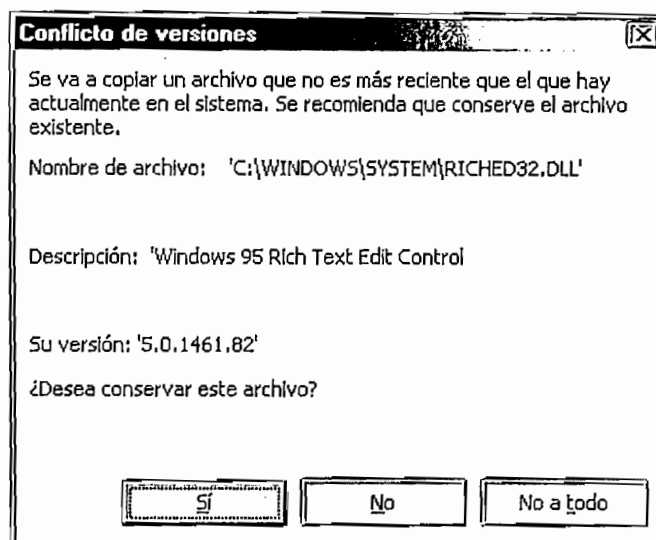 Conflicto de versiones
Se va a copiar un archivo que no es más reciente que el que hay
actualmente en el sistema. Se recomienda que conserve el archivo
existente.
Nombre de archivo: 'C:\WINDOWS\SYSTEM\RICHED32.DLL'
Descripción: 'Windows 95 Rich Text Edit Control
Su versión: '5.0.1461.82'
¿Desea conservar este archivo?
Sí No No a todo